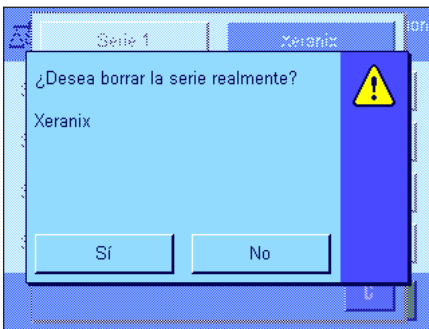 Serie 1
Xeranix
¿Desea borrar la serie realmente?
Xeranix
Sí
No